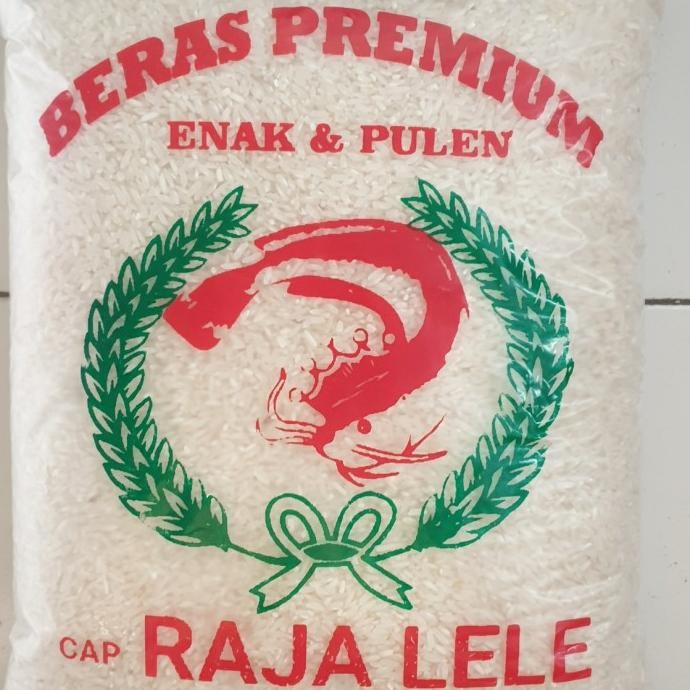 BERAS PREMIUM
ENAK & PULEN
CAP RAJA LELE